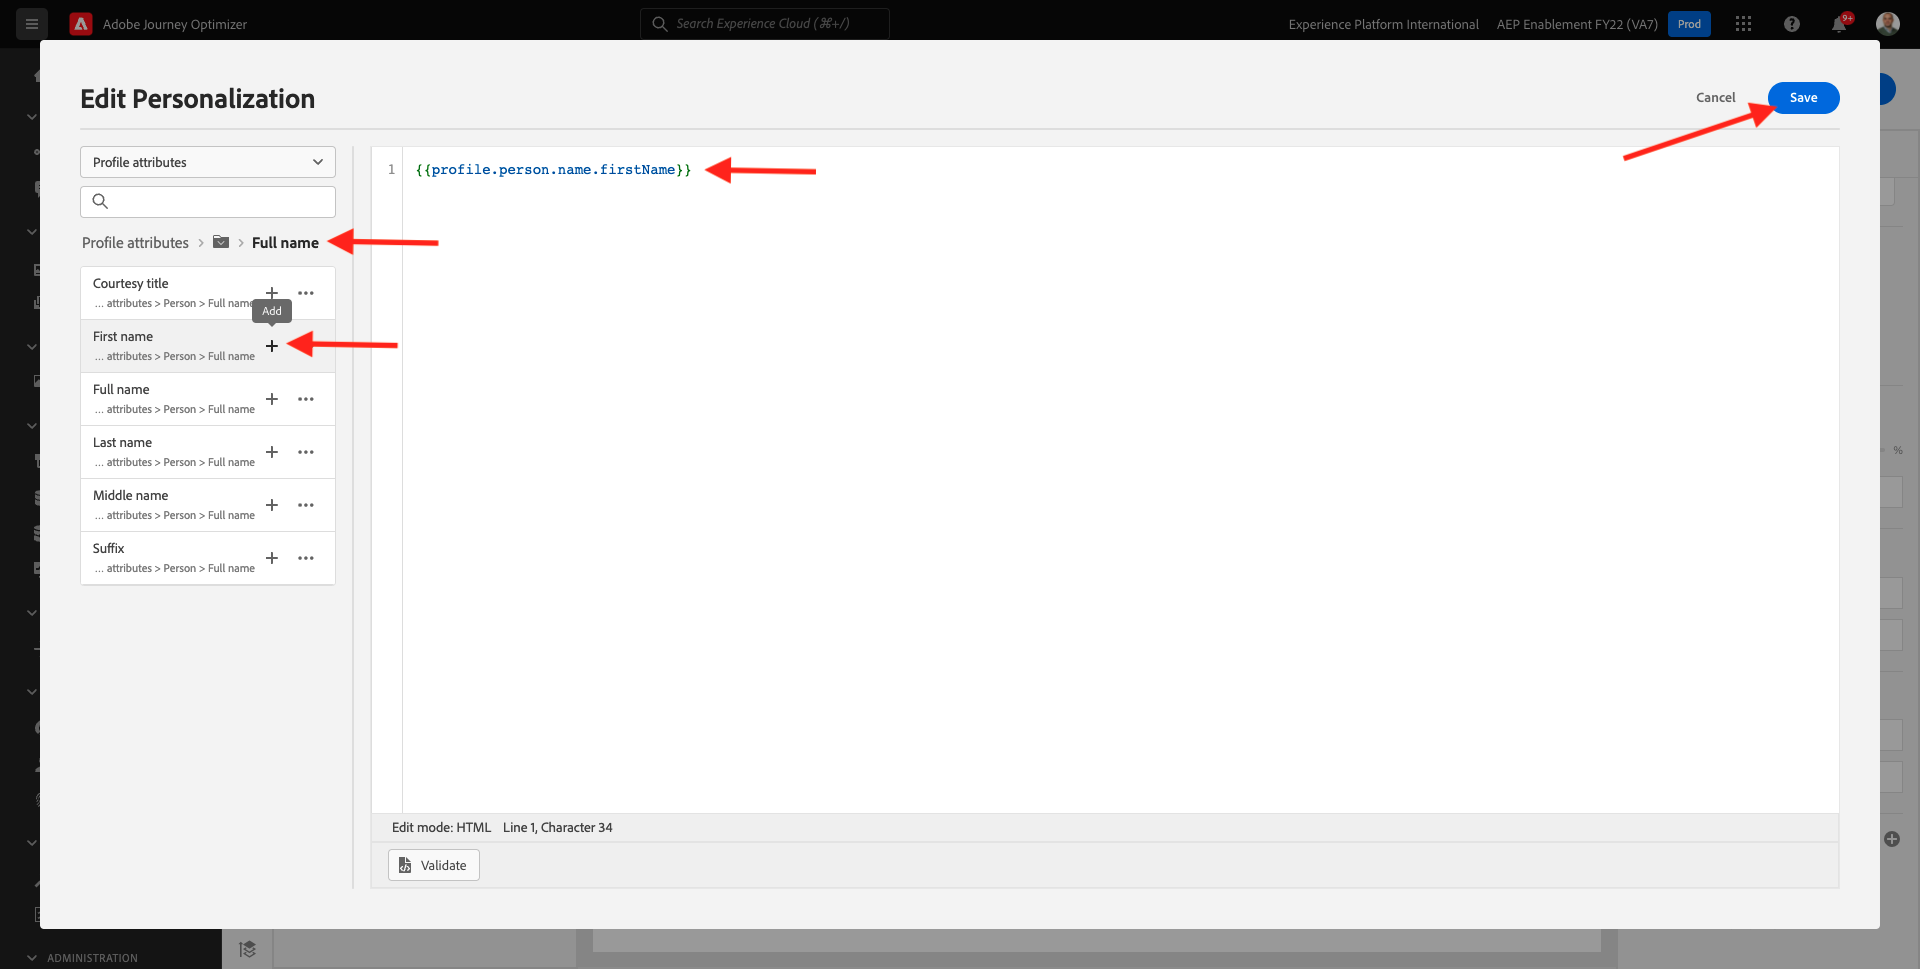 Adobe Journey Optimizer
Search Experience Cloud (⌘+/)
Experience Platform International
AEP Enablement FY22 (VA7)
Prod
9+
Edit Personalization
Cancel
Save
Profile attributes
Profile attributes > > Full name
Courtesy title
... attributes > Person > Full name
Add
First name
... attributes > Person > Full name
Full name
... attributes > Person > Full name
Last name
... attributes > Person > Full name
Middle name
... attributes > Person > Full name
Suffix
... attributes > Person > Full name
1 {{profile.person.name.firstName}}
Edit mode: HTML Line 1, Character 34
Validate
%
ADMINISTRATION